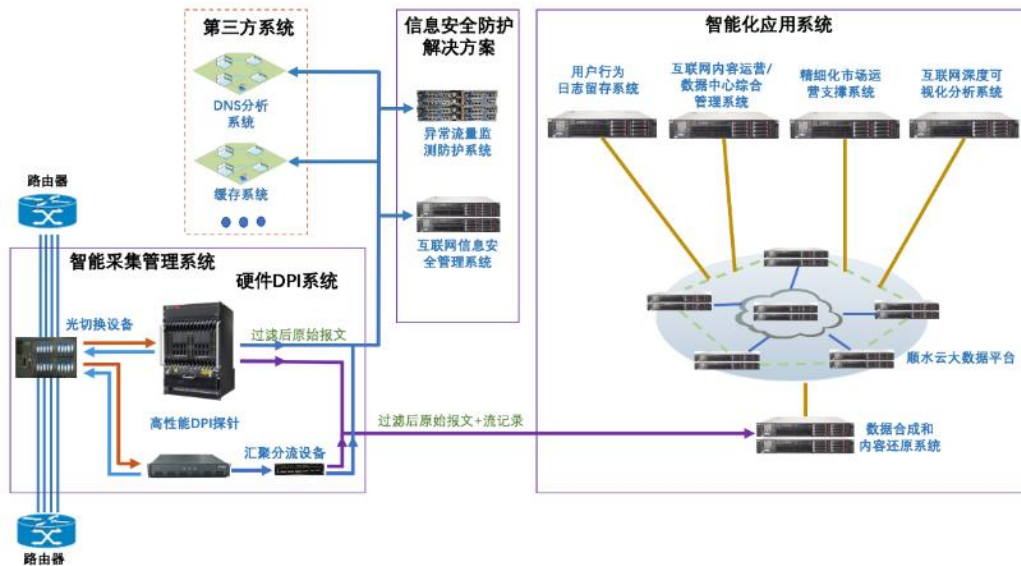 第三方系统
DNS分析
系统
缓存系统
信息安全防护
解决方案
异常流量监
测防护系统
互联网信息安
全管理系统
智能化应用系统
用户行为
日志留存系统
互联网内容运营/
数据中心综合
管理系统
精细化市场运
营支撑系统
互联网深度可
视化分析系统
顺水云大数据平台
数据合成和
内容还原系统
路由器
智能采集管理系统
硬件DPI系统
光切换设备
过滤后原始报文
高性能DPI探针
汇聚分流设备
过滤后原始报文+流记录
路由器